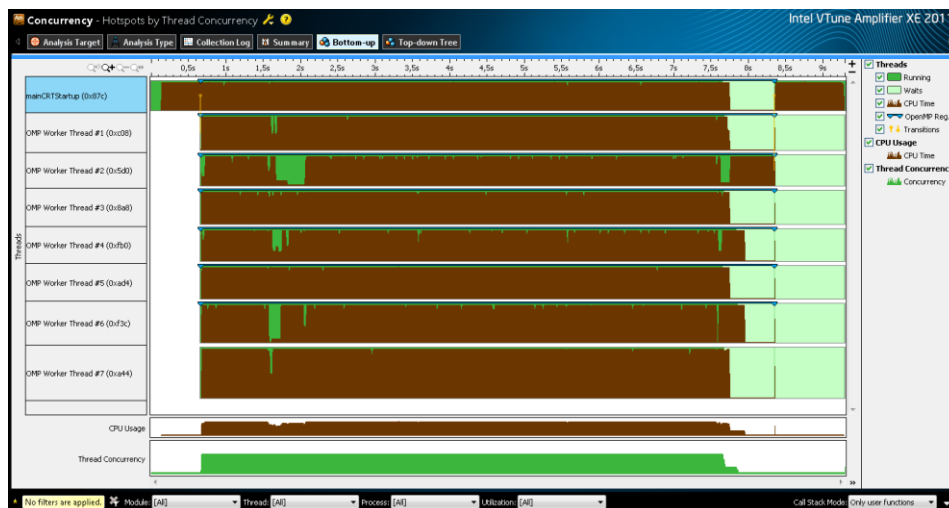 Concurrency - Hotspots by Thread Concurrency
Intel VTune Amplifier XE 2011
Analysis Target
Analysis Type
Collection Log
Summary
Bottom-up
Top-down Tree
0,5s 1s 1,5s 2s 2,5s 3s 3,5s 4s 4,5s 5s 5,5s 6s 6,5s 7s 7,5s 8s 8,5s 9s
Threads
mainCRTStartup (0x87c)
OMP Worker Thread #1 (0xc08)
OMP Worker Thread #2 (0x5d0)
OMP Worker Thread #3 (0x8a8)
OMP Worker Thread #4 (0xfb0)
OMP Worker Thread #5 (0xad4)
OMP Worker Thread #6 (0xf3c)
OMP Worker Thread #7 (0xa44)
CPU Usage
Thread Concurrency
Threads
Running
Waits
CPU Time
OpenMP Reg
Transitions
CPU Usage
CPU Time
Thread Concurrenc
Concurrency
No filters are applied.
Module: [All]
Thread: [All]
Process: [All]
Utilization: [All]
Call Stack Mode: Only user functions